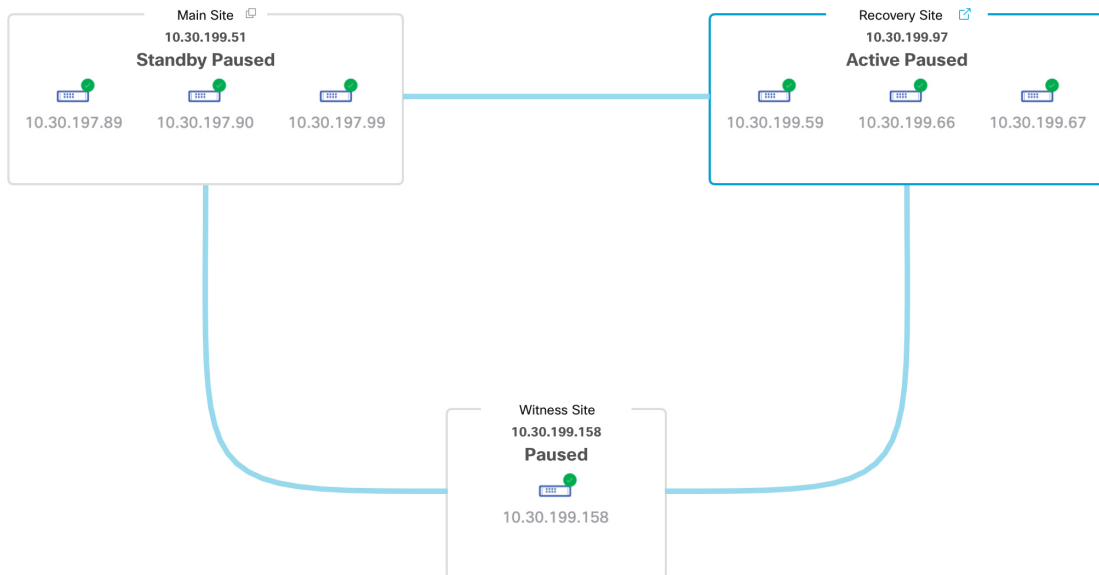 Main Site
10.30.199.51
Standby Paused
10.30.197.89 10.30.197.90 10.30.197.99
Recovery Site
10.30.199.97
Active Paused
10.30.199.59 10.30.199.66 10.30.199.67
Witness Site
10.30.199.158
Paused
10.30.199.158